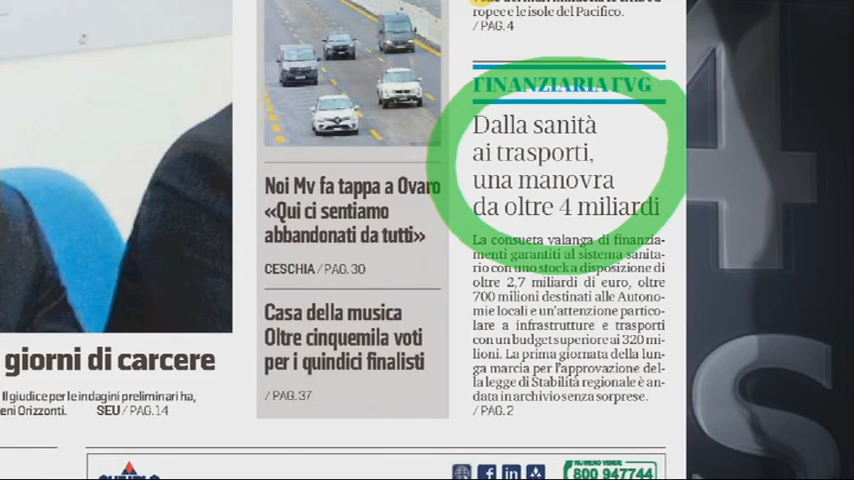 ropee e le isole del Pacifico.
/ PAG. 4
FINANZIARIA FVG
Dalla sanità
ai trasporti,
una manovra
da oltre 4 miliardi
La consueta valanga di finanzia-
menti garantiti al sistema sanita-
rio con uno stock a disposizione di
oltre 2,7 miliardi di euro, oltre
700 milioni destinati alle Autono-
mie locali e un'attenzione partico-
lare a infrastrutture e trasporti
con un budget superiore ai 320 mi-
lioni. La prima giornata della lun-
ga marcia per l'approvazione del-
la legge di Stabilità regionale è an-
data in archivio senza sorprese.
/ PAG. 2
Noi Mv fa tappa a Ovaro
«Qui ci sentiamo
abbandonati da tutti»
CESCHIA / PAG. 30
Casa della musica
Oltre cinquemila voti
per i quindici finalisti
/ PAG. 37
giorni di carcere
Il giudice per le indagini preliminari ha,
eni Orizzonti. SEU / PAG. 14
NUMERO VERDE
800 947744
4
S